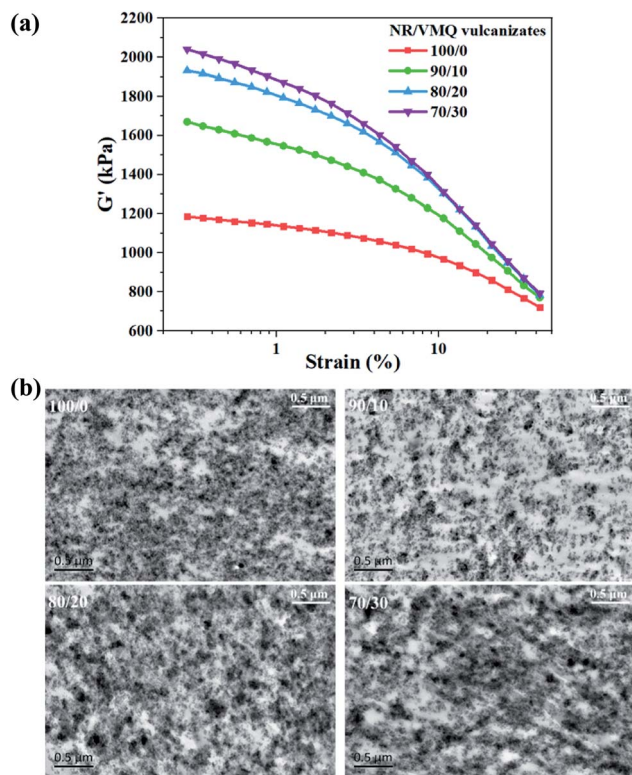 (a)
NR/VMQ vulcanizates
100/0
90/10
80/20
70/30
2200
2000
1800
1600
1400
1200
1000
800
600
G' (kPa)
1
10
Strain (%)
(b)
100/0
0.5 μm
0.5 μm
90/10
0.5 μm
0.5 μm
80/20
0.5 μm
0.5 μm
70/30
0.5 μm
0.5 μm